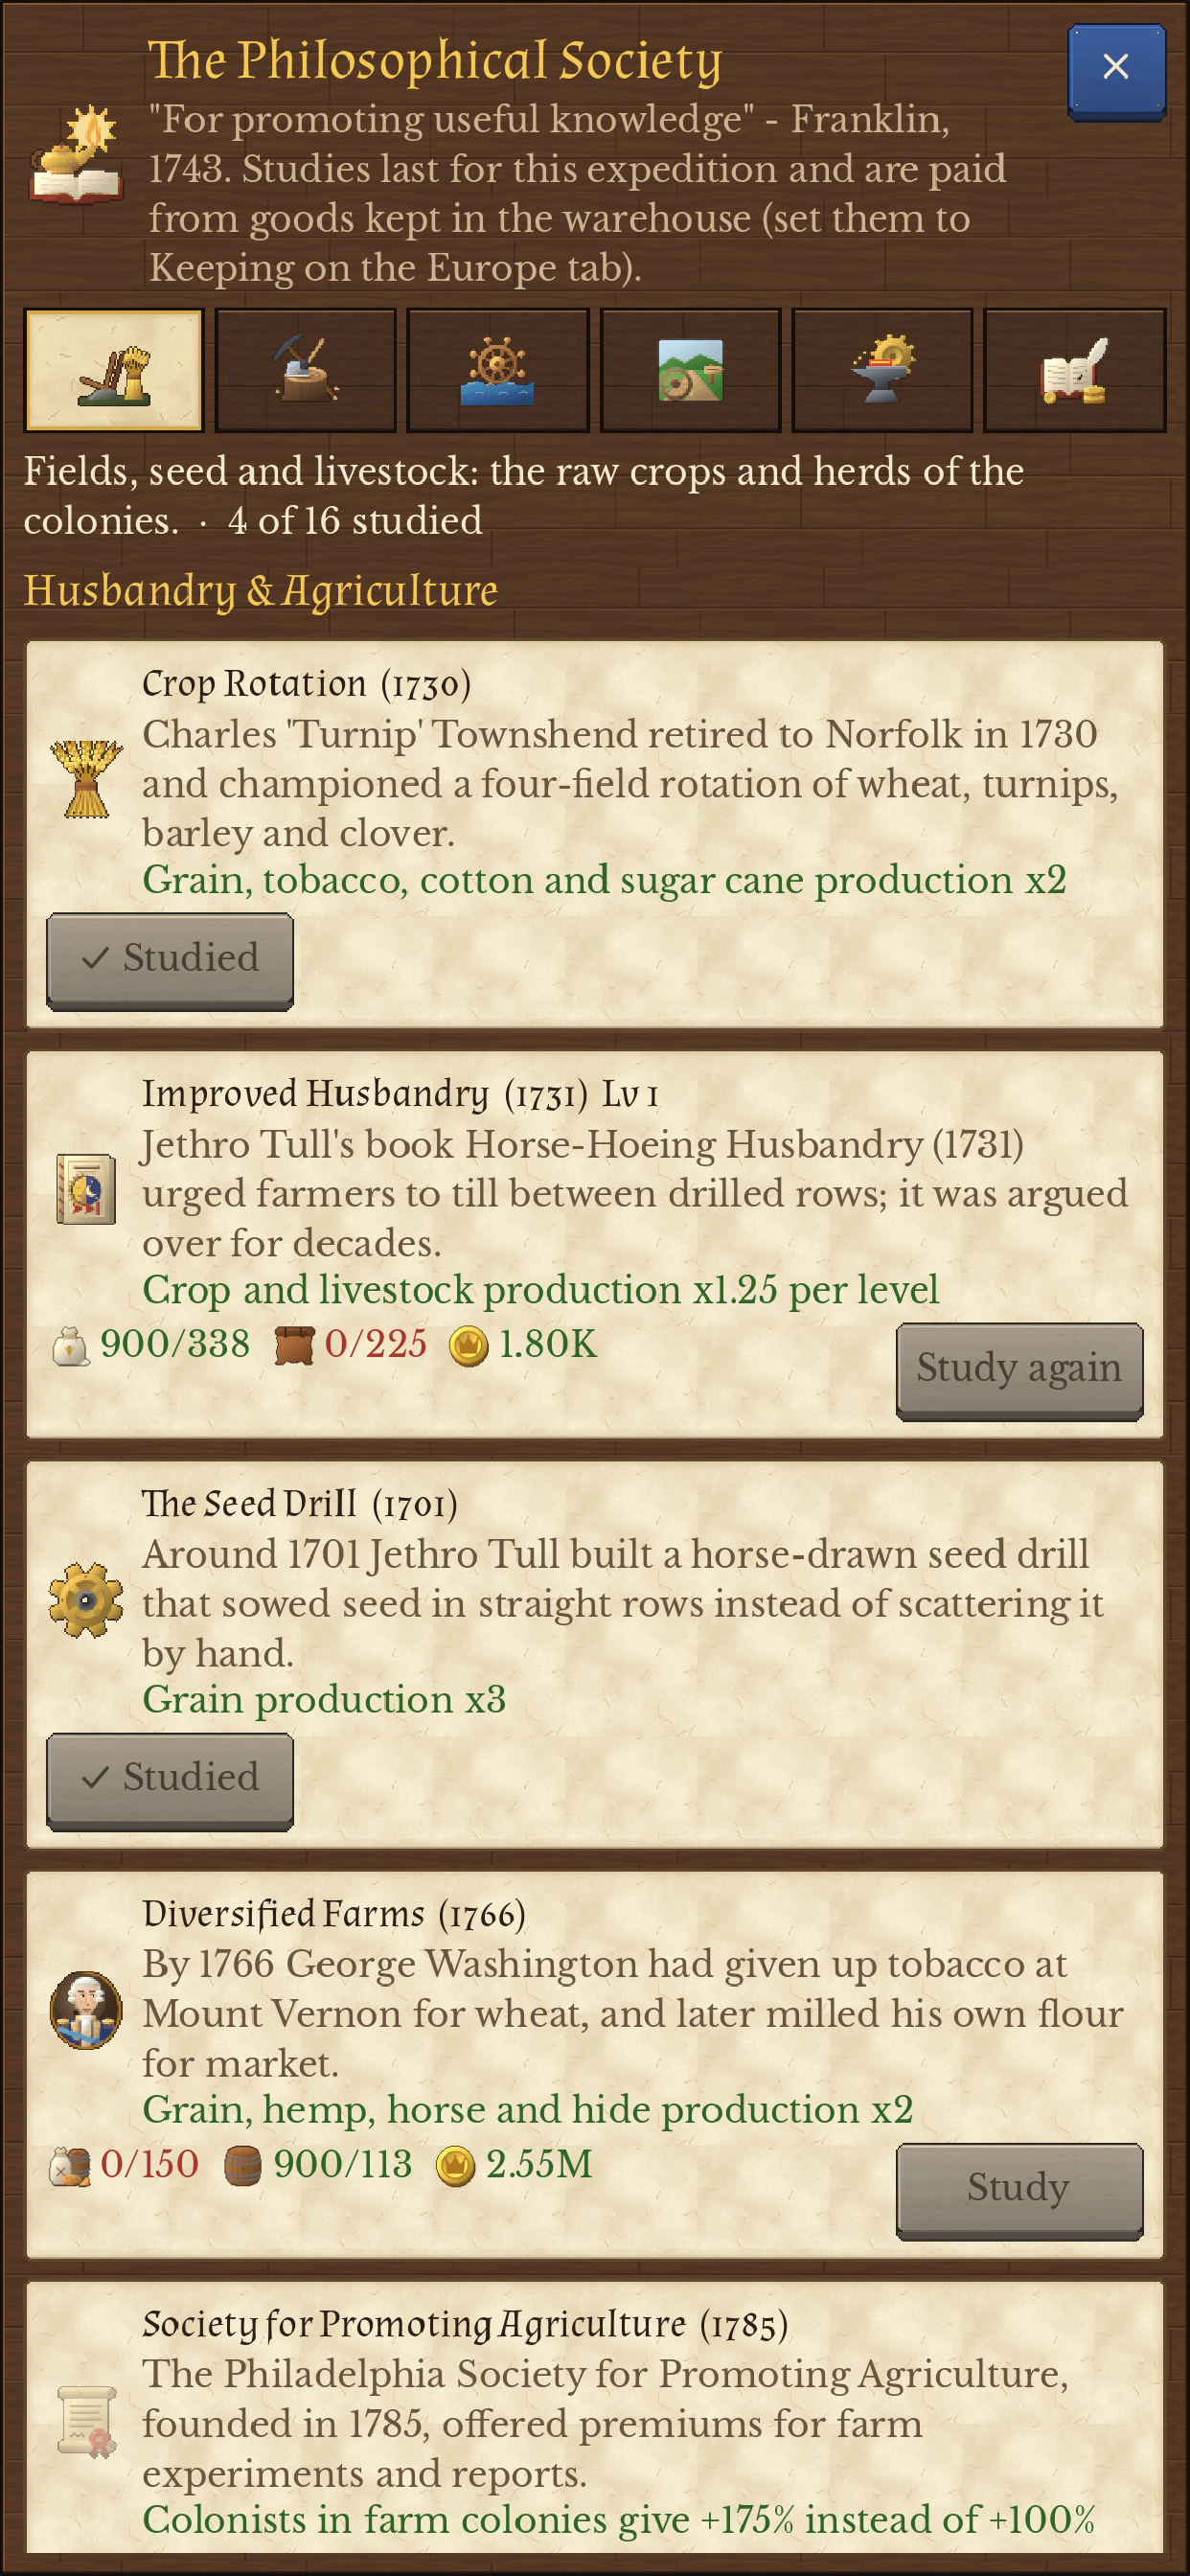 The Philosophical Society
"For promoting useful knowledge" - Franklin,
1743. Studies last for this expedition and are paid
from goods kept in the warehouse (set them to
Keeping on the Europe tab).
Fields, seed and livestock: the raw crops and herds of the
colonies. · 4 of 16 studied
Husbandry & Agriculture
Crop Rotation (1730)
Charles 'Turnip' Townshend retired to Norfolk in 1730
and championed a four-field rotation of wheat, turnips,
barley and clover.
Grain, tobacco, cotton and sugar cane production x2
✓ Studied
Improved Husbandry (1731) Lv 1
Jethro Tull's book Horse-Hoeing Husbandry (1731)
urged farmers to till between drilled rows; it was argued
over for decades.
Crop and livestock production x1.25 per level
900/338 0/225 1.80K
Study again
The Seed Drill (1701)
Around 1701 Jethro Tull built a horse-drawn seed drill
that sowed seed in straight rows instead of scattering it
by hand.
Grain production x3
✓ Studied
Diversified Farms (1766)
By 1766 George Washington had given up tobacco at
Mount Vernon for wheat, and later milled his own flour
for market.
Grain, hemp, horse and hide production x2
0/150 900/113 2.55M
Study
Society for Promoting Agriculture (1785)
The Philadelphia Society for Promoting Agriculture,
founded in 1785, offered premiums for farm
experiments and reports.
Colonists in farm colonies give +175% instead of +100%